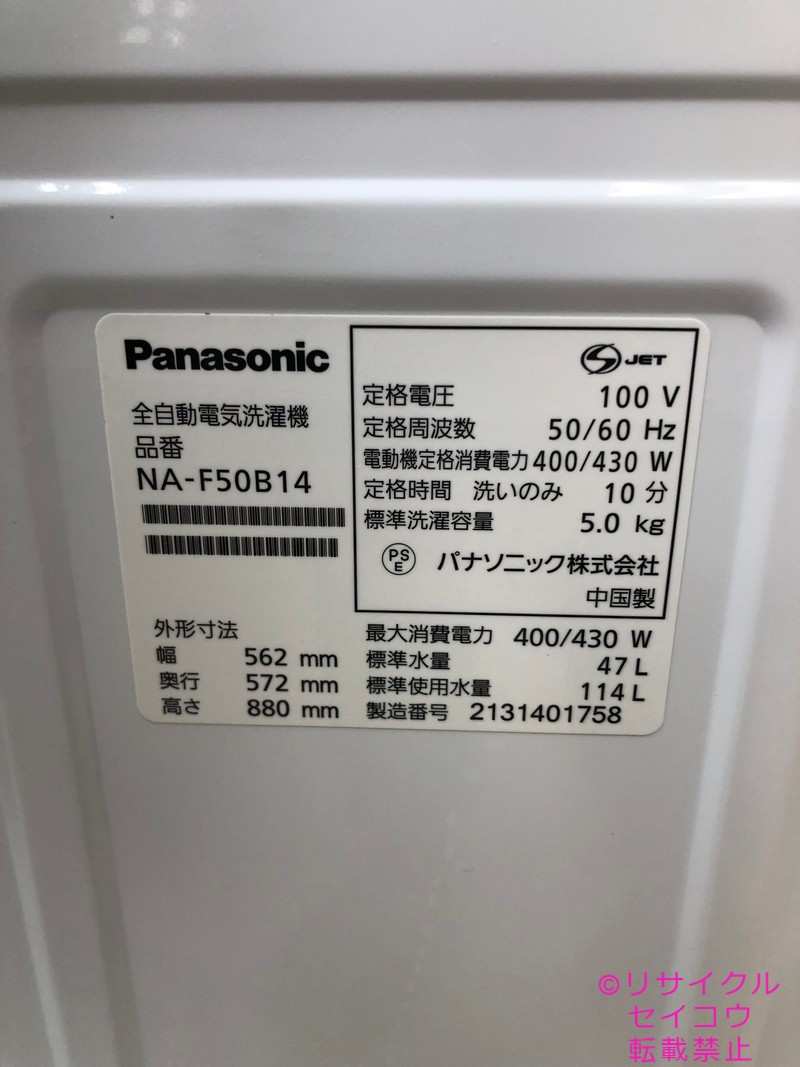 Panasonic
全自動電気洗濯機
品番
NA-F50B14
S JET
定格電圧 100 V
定格周波数 50/60 Hz
電動機定格消費電力 400/430 W
定格時間 洗いのみ 10 分
標準洗濯容量 5.0 kg
PS
E
パナソニック株式会社
中国製
外形寸法
幅 562 mm
奥行 572 mm
高さ 880 mm
最大消費電力 400/430 W
標準水量 47 L
標準使用水量 114 L
製造番号 2131401758
©リサイクル
セイコウ
転載禁止